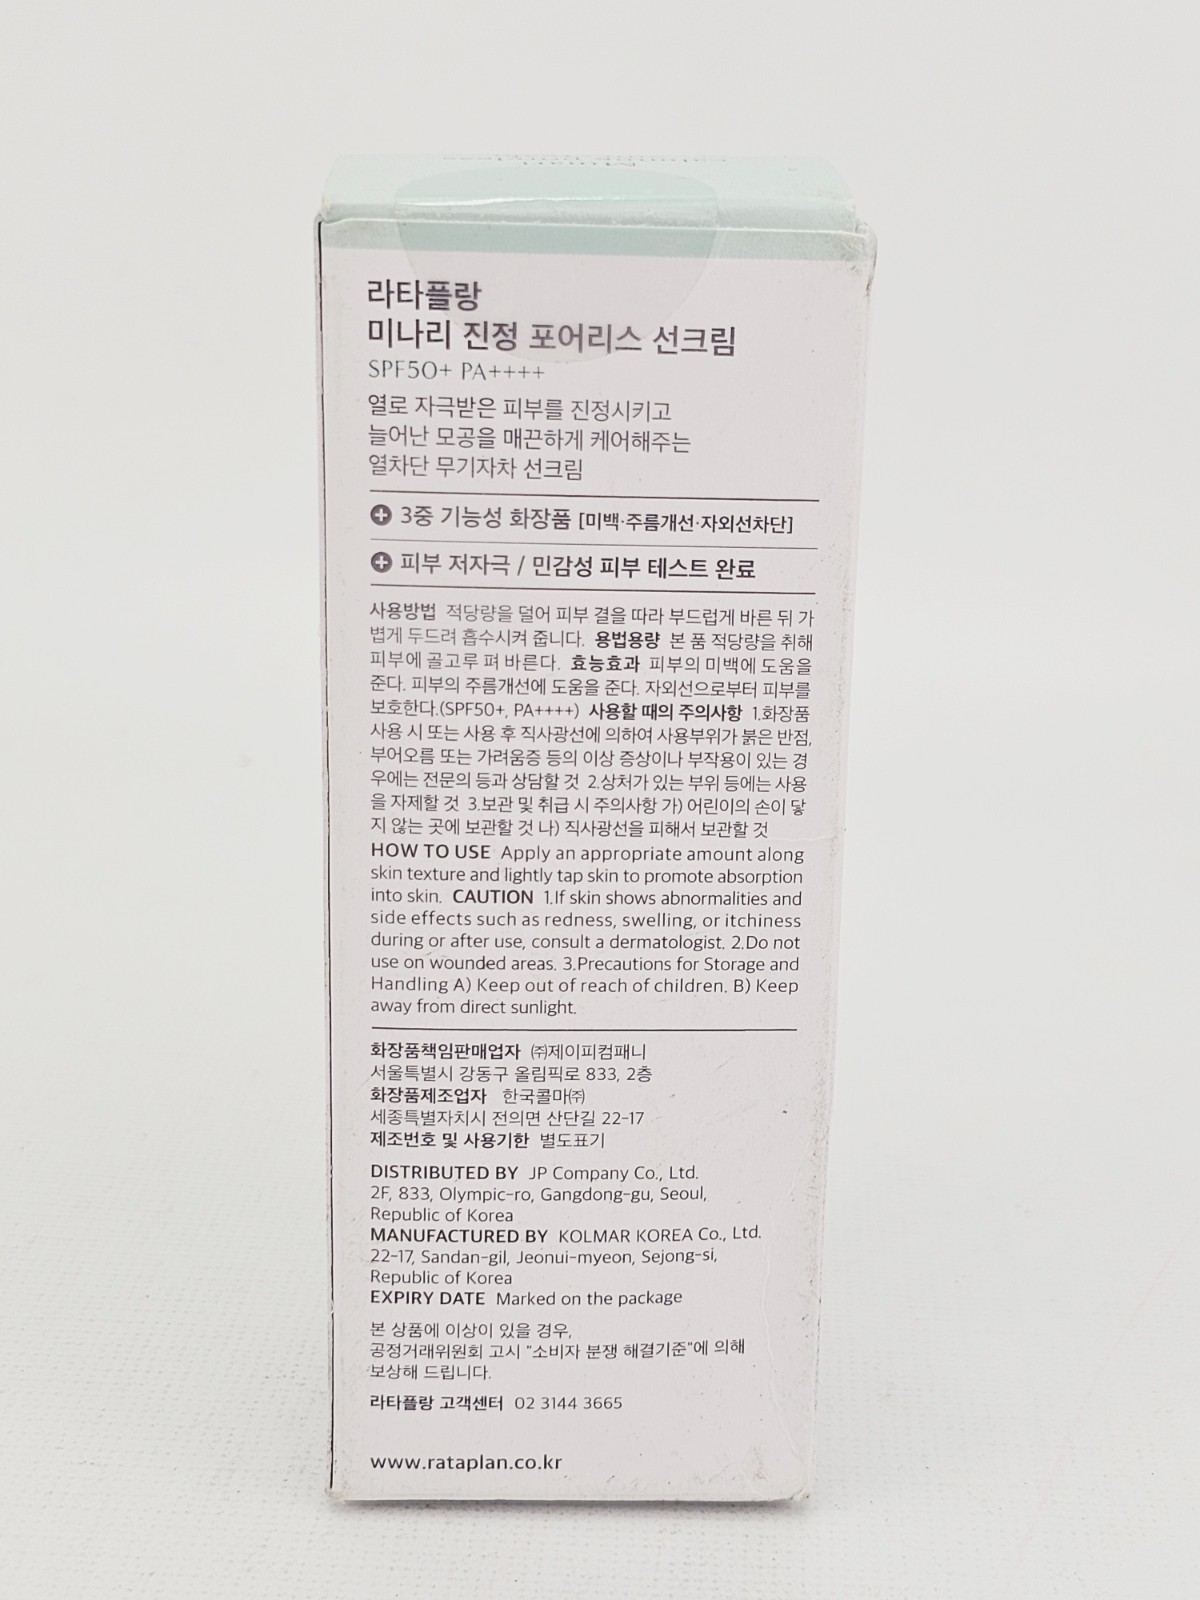 라타플랑
미나리 진정 포어리스 선크림
SPF50+ PA++++
열로 자극받은 피부를 진정시키고
늘어난 모공을 매끈하게 케어해주는
열차단 무기자차 선크림
3중 기능성 화장품 [미백·주름개선·자외선차단]
피부 저자극 / 민감성 피부 테스트 완료
사용방법 적당량을 덜어 피부 결을 따라 부드럽게 바른 뒤 가
볍게 두드려 흡수시켜 줍니다. 용법용량 본 품 적당량을 취해
피부에 골고루 펴 바른다. 효능효과 피부의 미백에 도움을
준다. 피부의 주름개선에 도움을 준다. 자외선으로부터 피부를
보호한다.(SPF50+, PA++++) 사용할 때의 주의사항 1.화장품
사용 시 또는 사용 후 직사광선에 의하여 사용부위가 붉은 반점,
부어오름 또는 가려움증 등의 이상 증상이나 부작용이 있는 경
우에는 전문의 등과 상담할 것 2.상처가 있는 부위 등에는 사용
을 자제할 것 3.보관 및 취급 시 주의사항 가) 어린이의 손이 닿
지 않는 곳에 보관할 것 나) 직사광선을 피해서 보관할 것
HOW TO USE Apply an appropriate amount along
skin texture and lightly tap skin to promote absorption
into skin. CAUTION 1.If skin shows abnormalities and
side effects such as redness, swelling, or itchiness
during or after use, consult a dermatologist. 2.Do not
use on wounded areas. 3.Precautions for Storage and
Handling A) Keep out of reach of children. B) Keep
away from direct sunlight.
화장품책임판매업자 ㈜제이피컴패니
서울특별시 강동구 올림픽로 833, 2층
화장품제조업자 한국콜마㈜
세종특별자치시 전의면 산단길 22-17
제조번호 및 사용기한 별도표기
DISTRIBUTED BY JP Company Co., Ltd.
2F, 833, Olympic-ro, Gangdong-gu, Seoul,
Republic of Korea
MANUFACTURED BY KOLMAR KOREA Co., Ltd.
22-17, Sandan-gil, Jeonui-myeon, Sejong-si,
Republic of Korea
EXPIRY DATE Marked on the package
본 상품에 이상이 있을 경우,
공정거래위원회 고시 "소비자 분쟁 해결기준"에 의해
보상해 드립니다.
라타플랑 고객센터 02 3144 3665
www.rataplan.co.kr